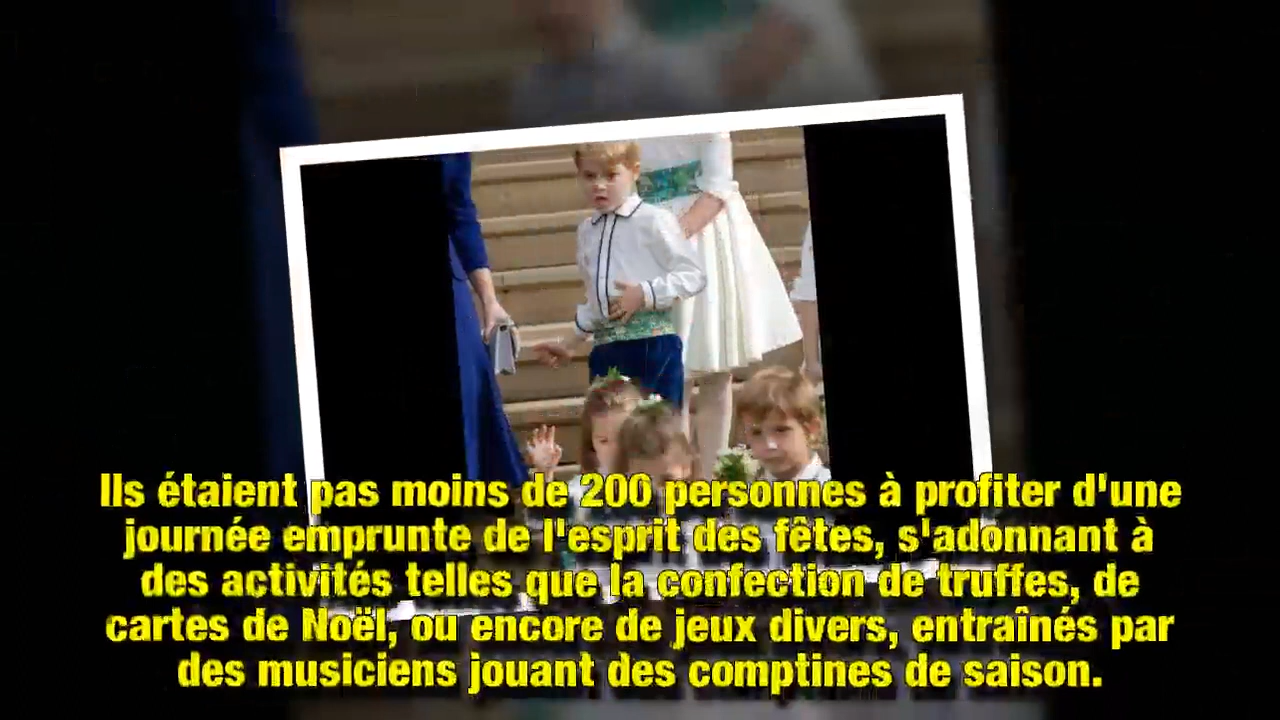 Ils étaient pas moins de 200 personnes à profiter d'une
journée emprunte de l'esprit des fêtes, s'adonnant à
des activités telles que la confection de truffes, de
cartes de Noël, ou encore de jeux divers, entraînés par
des musiciens jouant des comptines de saison.